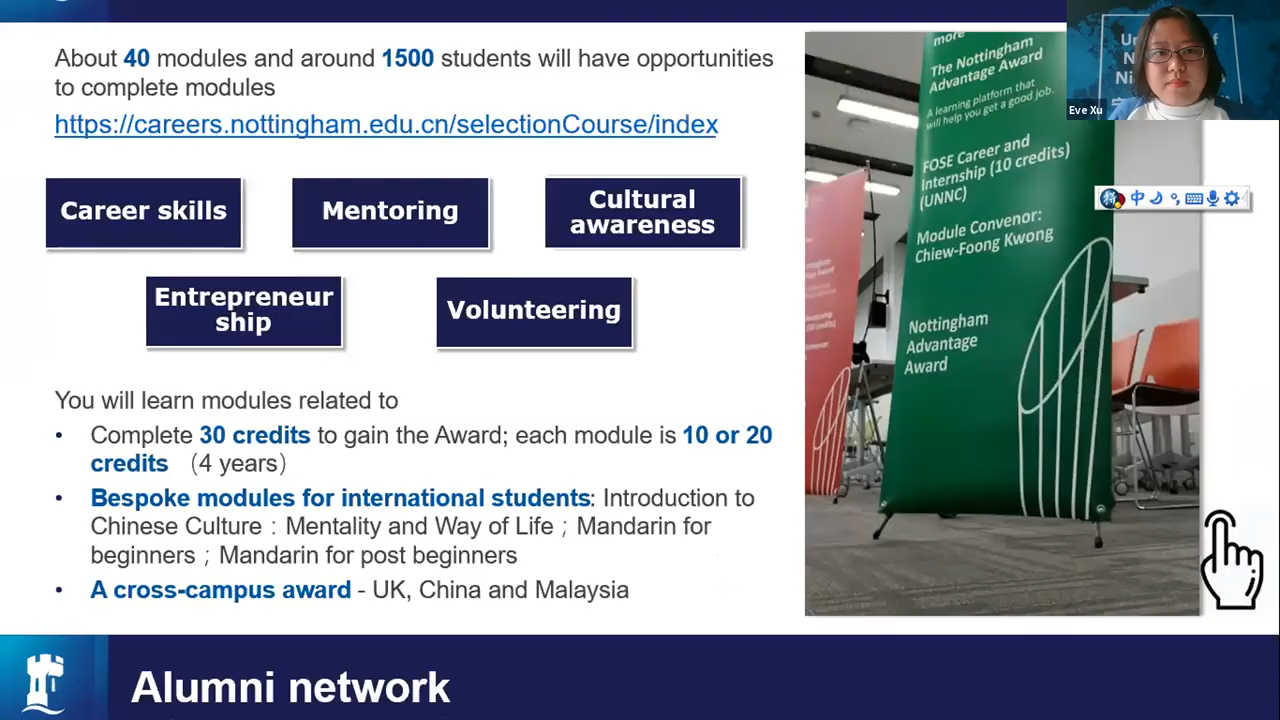 About 40 modules and around 1500 students will have opportunities
to complete modules
https://careers.nottingham.edu.cn/selectionCourse/index
Career skills
Mentoring
Cultural
awareness
Entrepreneur
ship
Volunteering
You will learn modules related to
• Complete 30 credits to gain the Award; each module is 10 or 20
credits （4 years）
• Bespoke modules for international students: Introduction to
Chinese Culture：Mentality and Way of Life；Mandarin for
beginners；Mandarin for post beginners
• A cross-campus award - UK, China and Malaysia
more
The Nottingham
Advantage Award
A learning platform that
will help you get a good job.
FOSE Career and
Internship (10 credits)
(UNNC)
Module Convenor:
Chiew-Foong Kwong
Nottingham
Advantage
Award
Eve Xu
中
Alumni network